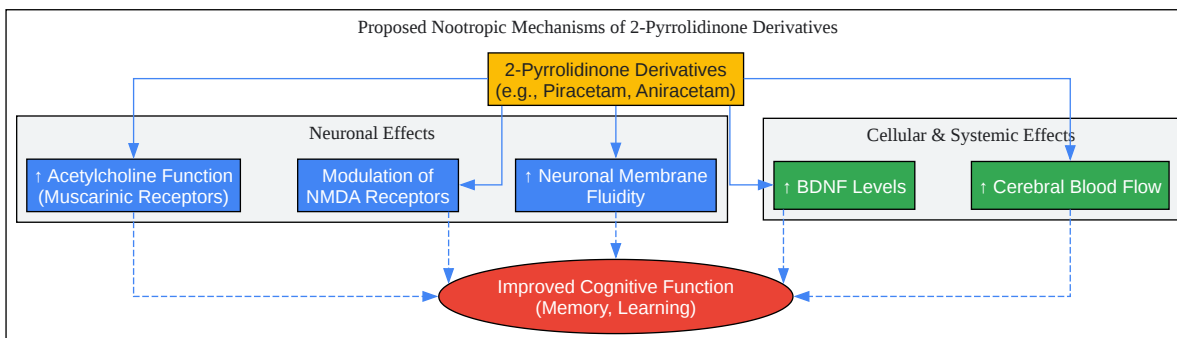 Proposed Nootropic Mechanisms of 2-Pyrrolidinone Derivatives
2-Pyrrolidinone Derivatives
(e.g., Piracetam, Aniracetam)
Neuronal Effects
Cellular & Systemic Effects
↑ Acetylcholine Function
(Muscarinic Receptors)
Modulation of
NMDA Receptors
↑ Neuronal Membrane
Fluidity
↑ BDNF Levels
↑ Cerebral Blood Flow
Improved Cognitive Function
(Memory, Learning)